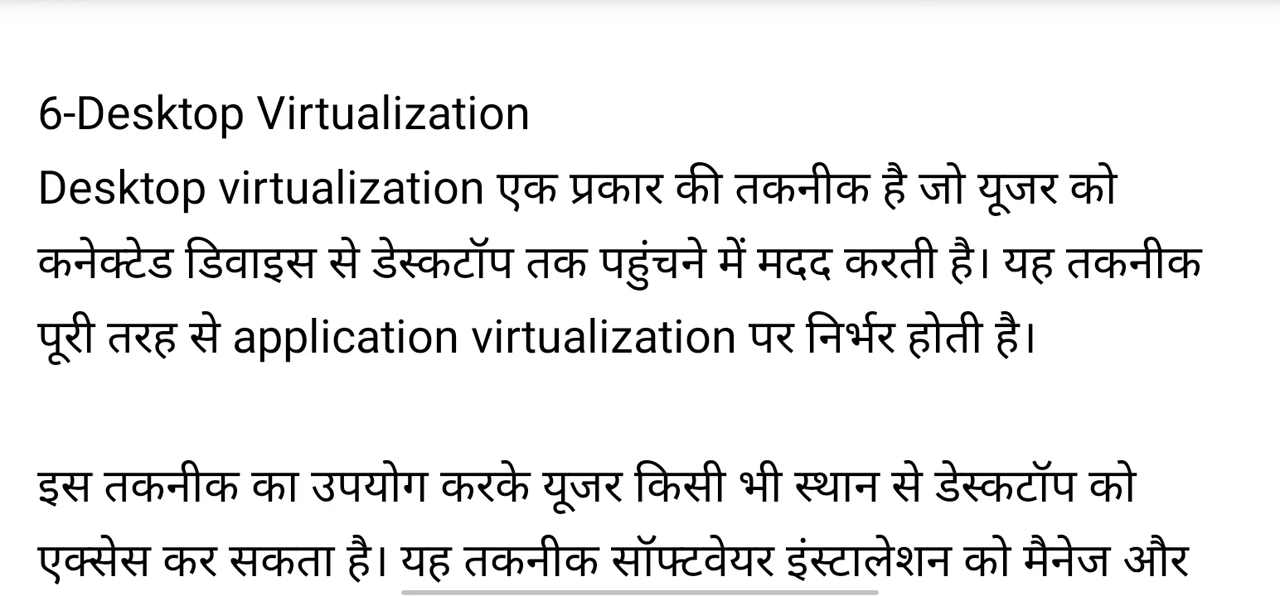 6-Desktop Virtualization
Desktop virtualization एक प्रकार की तकनीक है जो यूजर को
कनेक्टेड डिवाइस से डेस्कटॉप तक पहुंचने में मदद करती है। यह तकनीक
पूरी तरह से application virtualization पर निर्भर होती है।
इस तकनीक का उपयोग करके यूजर किसी भी स्थान से डेस्कटॉप को
एक्सेस कर सकता है। यह तकनीक सॉफ्टवेयर इंस्टालेशन को मैनेज और